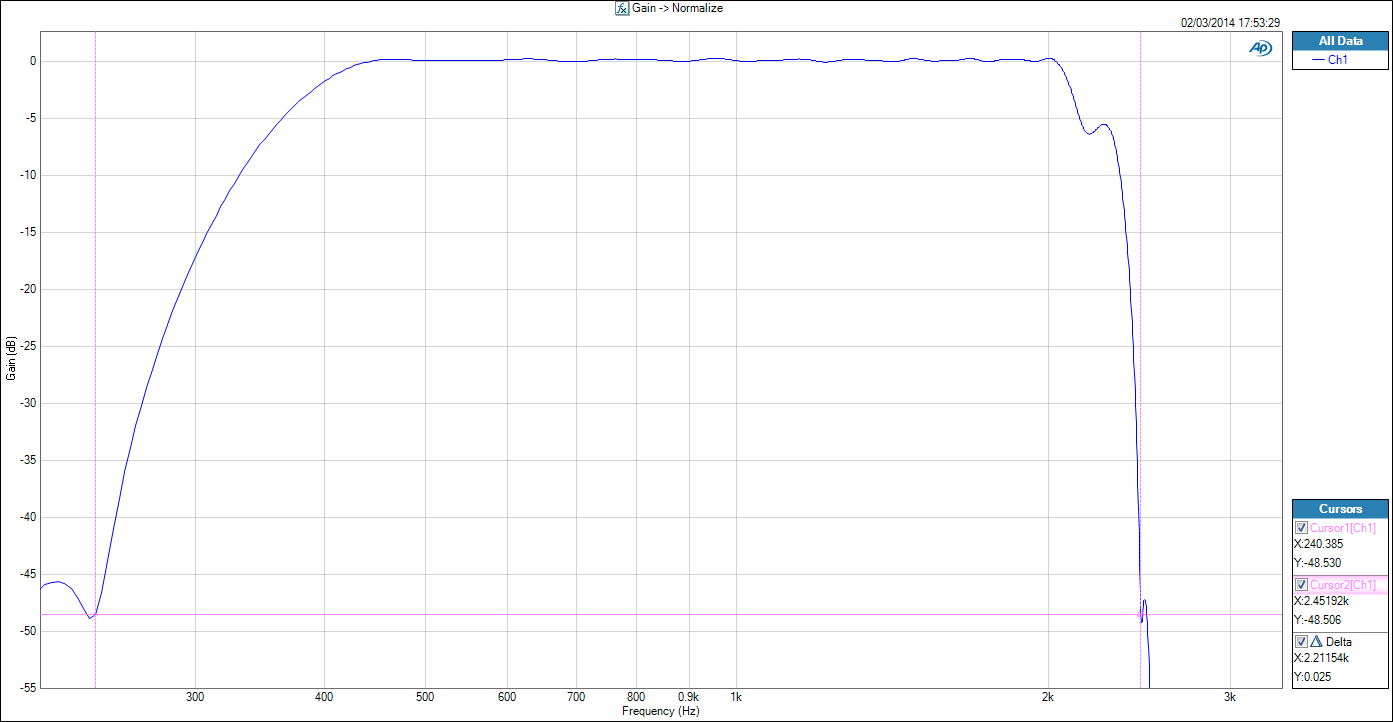 Gain -> Normalize
02/03/2014 17:53:29
AP
All Data
Ch1
0
-5
-10
-15
-20
-25
-30
-35
-40
-45
-50
-55
Gain (dB)
300 400 500 600 700 800 0.9k 1k 2k 3k
Frequency (Hz)
Cursors
Cursor1[Ch1]
X:240.385
Y:-48.530
Cursor2[Ch1]
X:2.45192k
Y:-48.506
Delta
X:2.21154k
Y:0.025